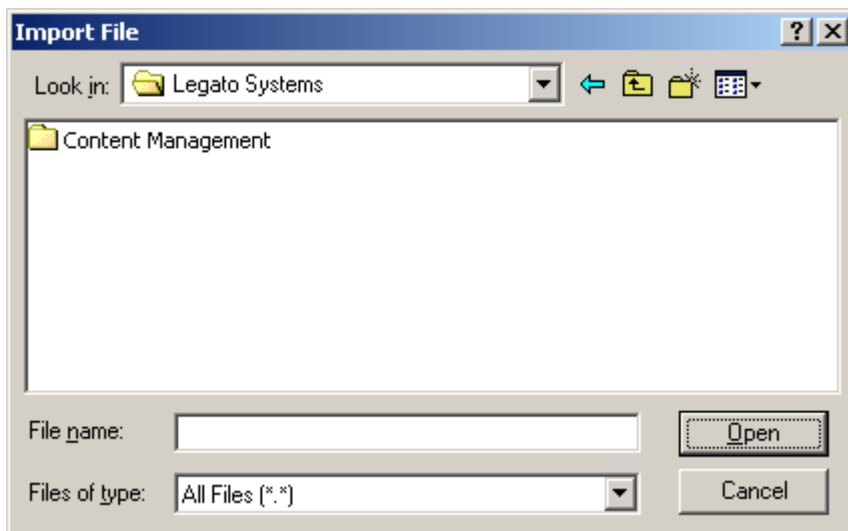 Import File
Look in: Legato Systems
Content Management
File name:
Open
Files of type: All Files (*.*)
Cancel